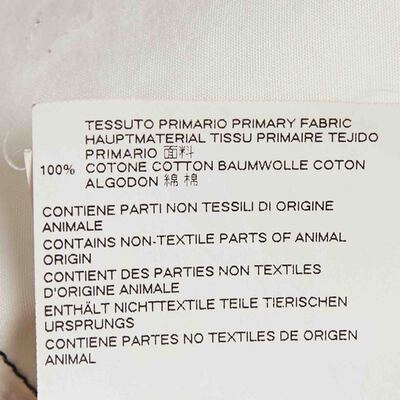 TESSUTO PRIMARIO PRIMARY FABRIC
HAUPTMATERIAL TISSU PRIMAIRE TEJIDO
PRIMARIO 面料
100% COTONE COTTON BAUMWOLLE COTON
ALGODON 綿 棉
CONTIENE PARTI NON TESSILI DI ORIGINE
ANIMALE
CONTAINS NON-TEXTILE PARTS OF ANIMAL
ORIGIN
CONTIENT DES PARTIES NON TEXTILES
D'ORIGINE ANIMALE
ENTHÄLT NICHTTEXTILE TEILE TIERISCHEN
URSPRUNGS
CONTIENE PARTES NO TEXTILES DE ORIGEN
ANIMAL